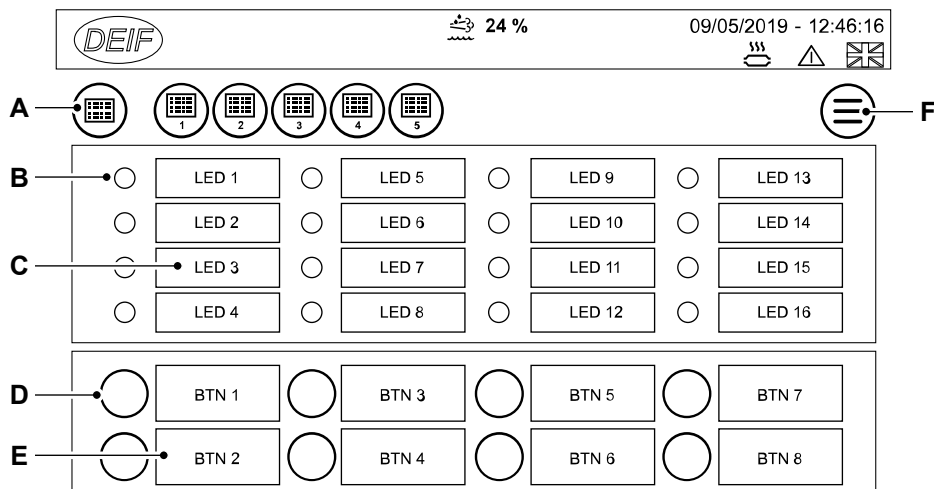 DEIF 24 % 09/05/2019 - 12:46:16
A 1 2 3 4 5 F
B LED 1 LED 5 LED 9 LED 13
LED 2 LED 6 LED 10 LED 14
C LED 3 LED 7 LED 11 LED 15
LED 4 LED 8 LED 12 LED 16
D BTN 1 BTN 3 BTN 5 BTN 7
E BTN 2 BTN 4 BTN 6 BTN 8